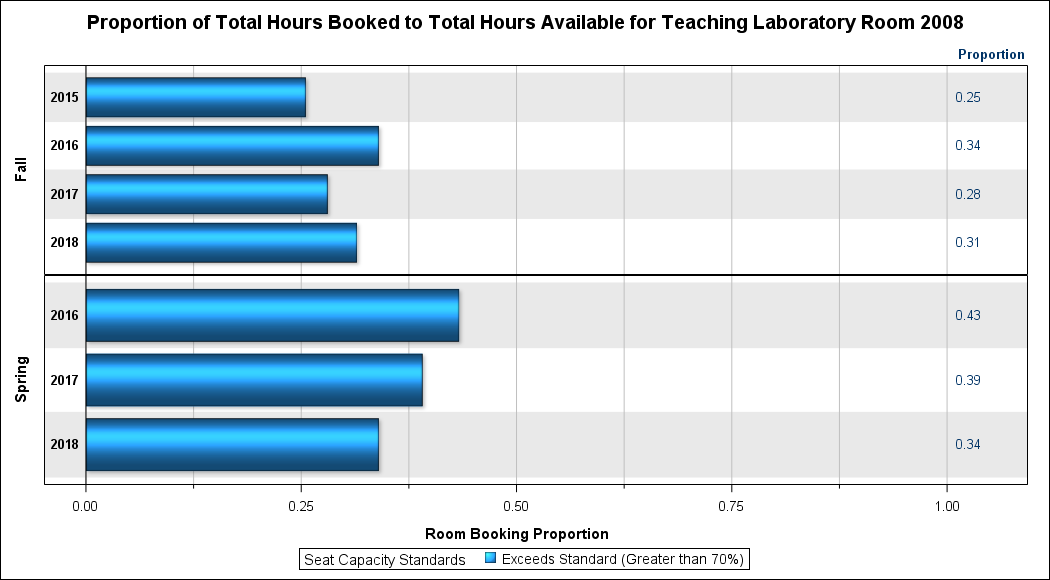 Proportion of Total Hours Booked to Total Hours Available for Teaching Laboratory Room 2008
Proportion
Fall
2015 0.25
2016 0.34
2017 0.28
2018 0.31
Spring
2016 0.43
2017 0.39
2018 0.34
0.00 0.25 0.50 0.75 1.00
Room Booking Proportion
Seat Capacity Standards Exceeds Standard (Greater than 70%)